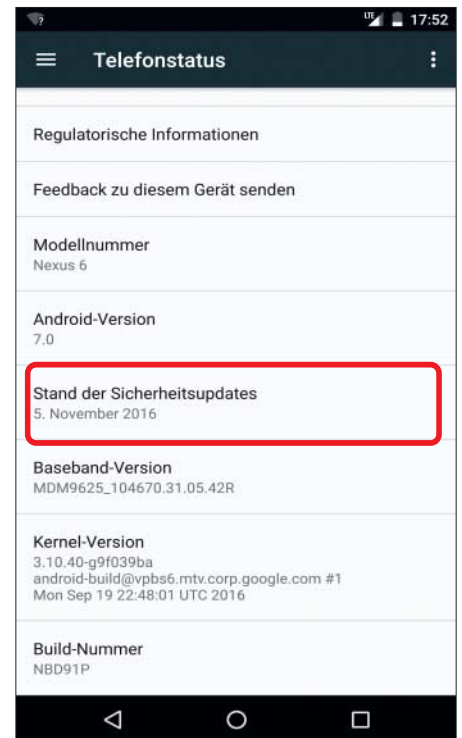 ? LTE 17:52
Telefonstatus
Regulatorische Informationen
Feedback zu diesem Gerät senden
Modellnummer
Nexus 6
Android-Version
7.0
Stand der Sicherheitsupdates
5. November 2016
Baseband-Version
MDM9625_104670.31.05.42R
Kernel-Version
3.10.40-g9f039ba
android-build@vpbs6.mtv.corp.google.com #1
Mon Sep 19 22:48:01 UTC 2016
Build-Nummer
NBD91P